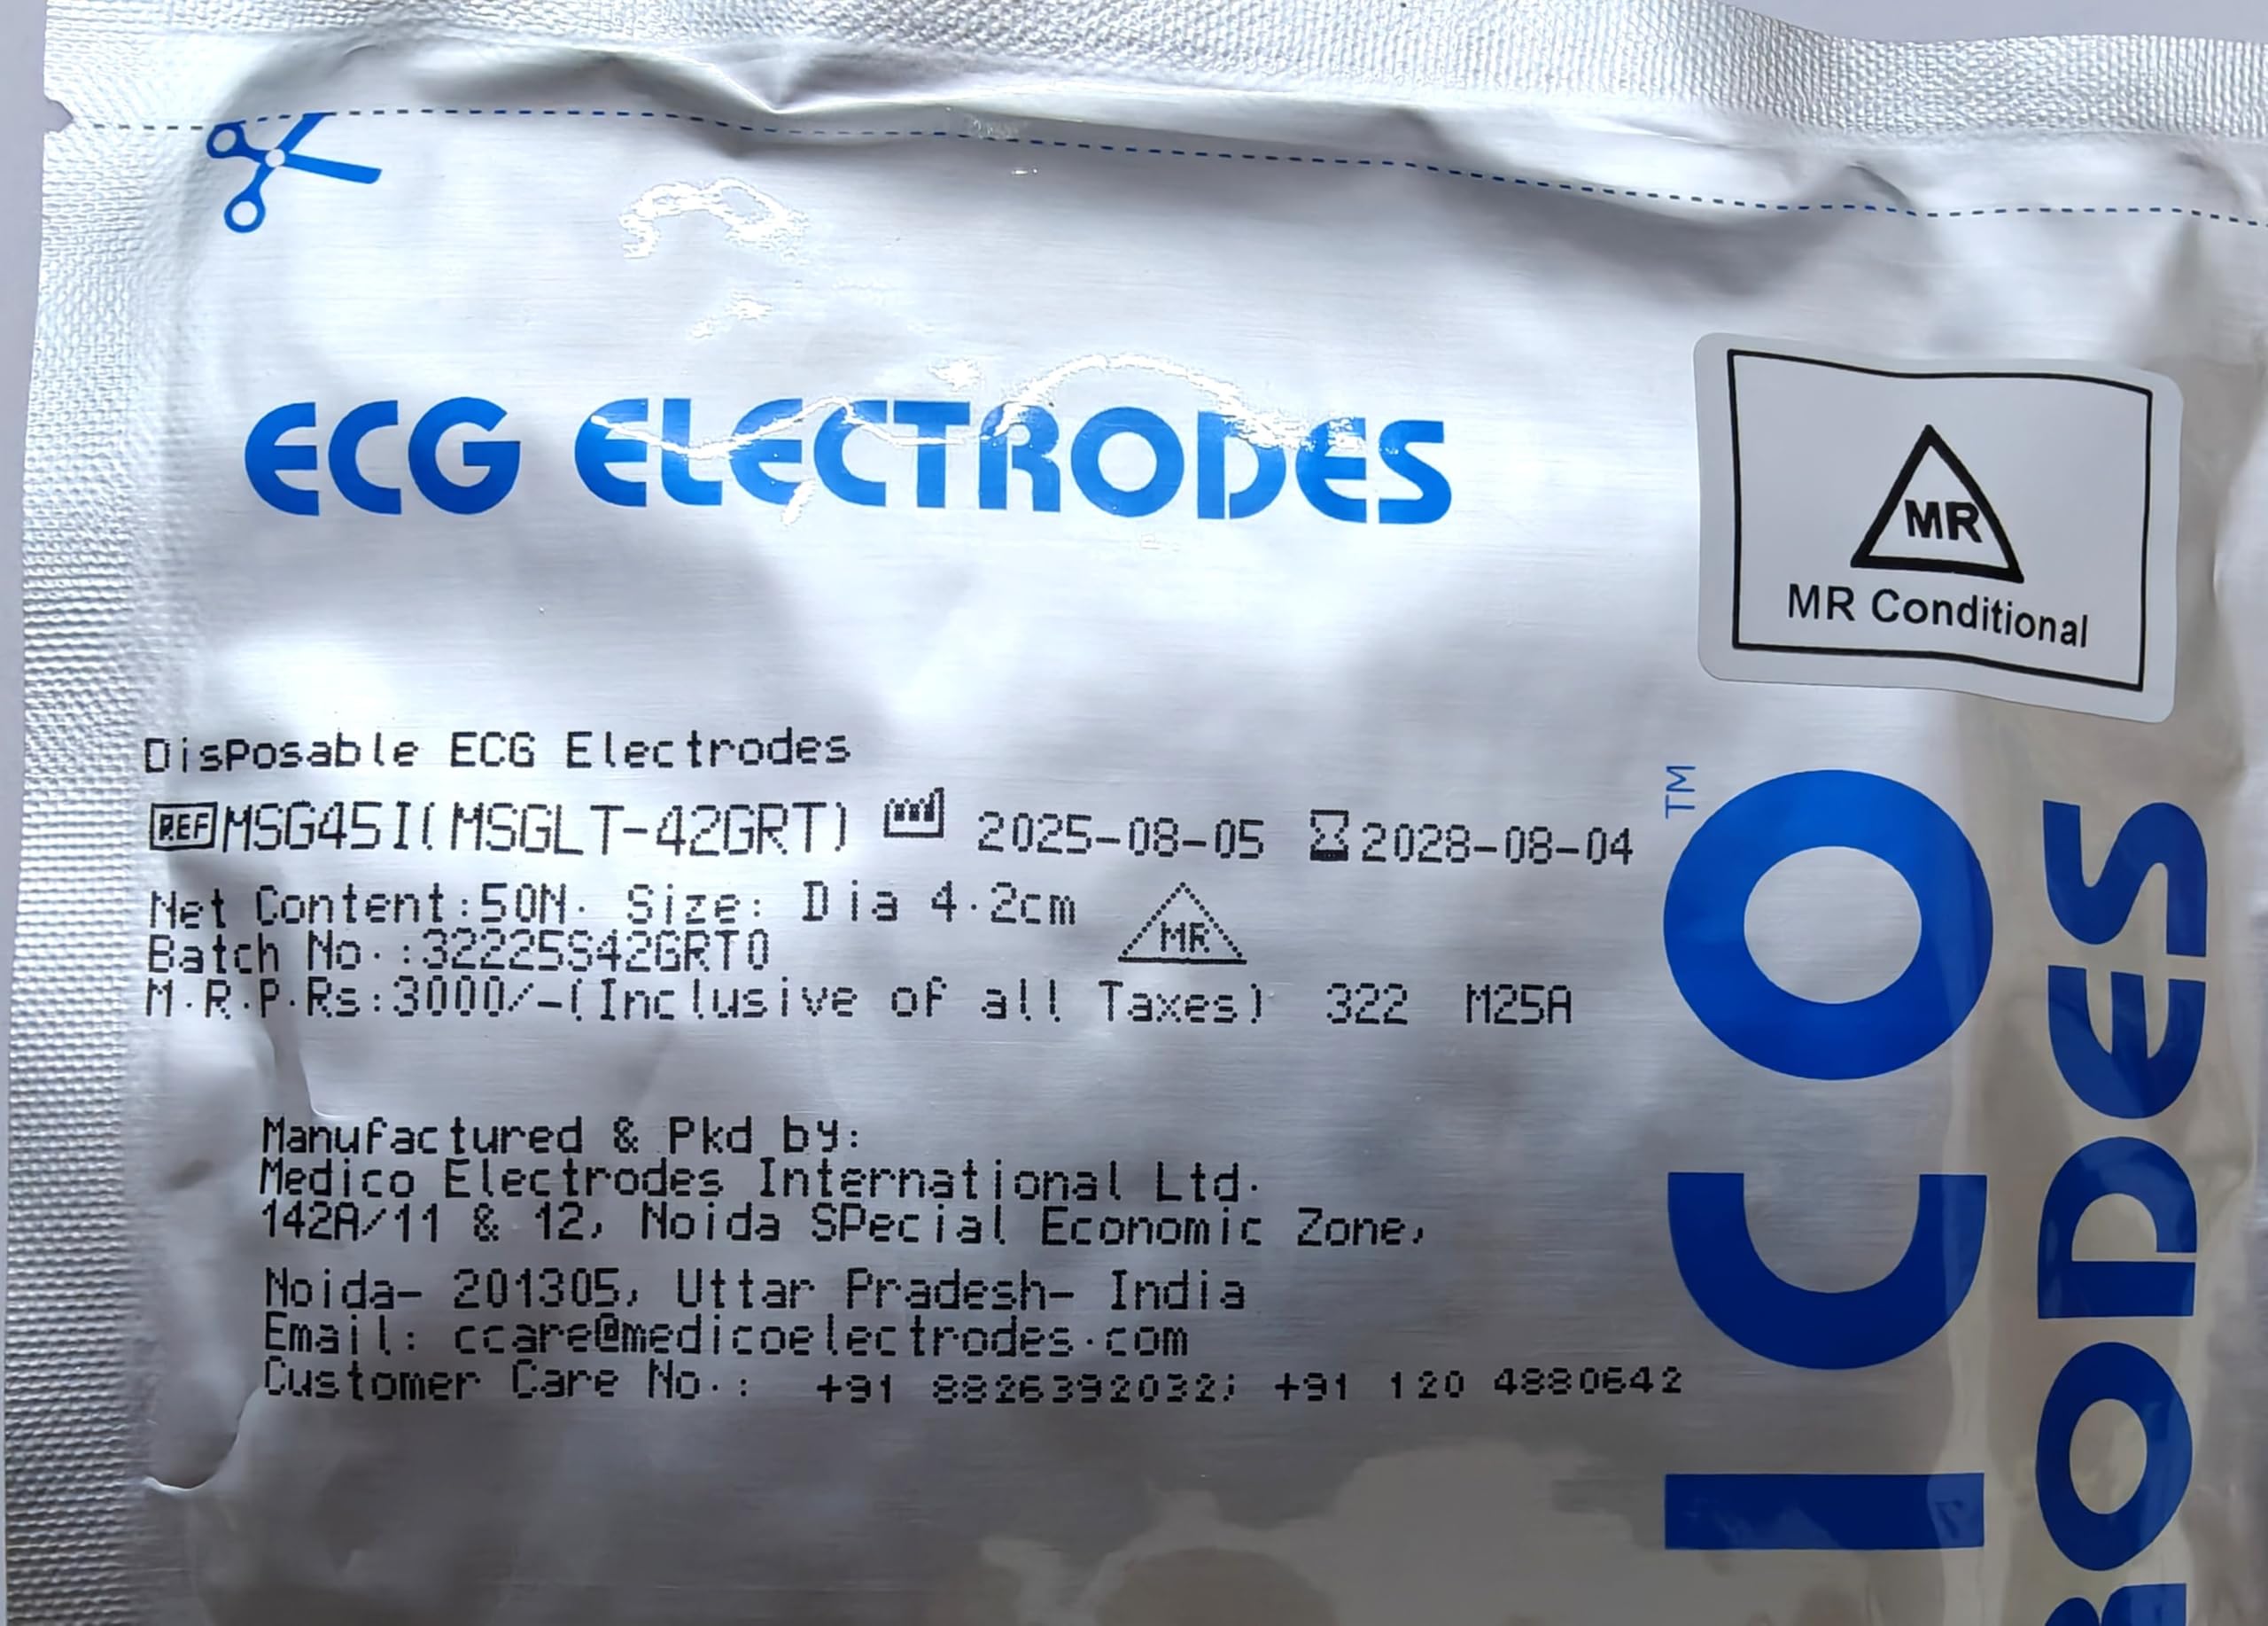 ECG ELECTRODES
MR
MR Conditional
Disposable ECG Electrodes
REF MSG45I(MSGLT-42GRT) 2025-08-05 2028-08-04
Net Content:50N. Size: Dia 4.2cm
MR
Batch No.:32225S42GRT0
M.R.P.Rs:3000/-(Inclusive of all Taxes) 322 M25A
Manufactured & Pkd by:
Medico Electrodes International Ltd.
142A/11 & 12, Noida Special Economic Zone,
Noida- 201305, Uttar Pradesh- India
Email: ccare@medicoelectrodes.com
Customer Care No.: +91 8826392032; +91 120 4880642
ICO™
RODES